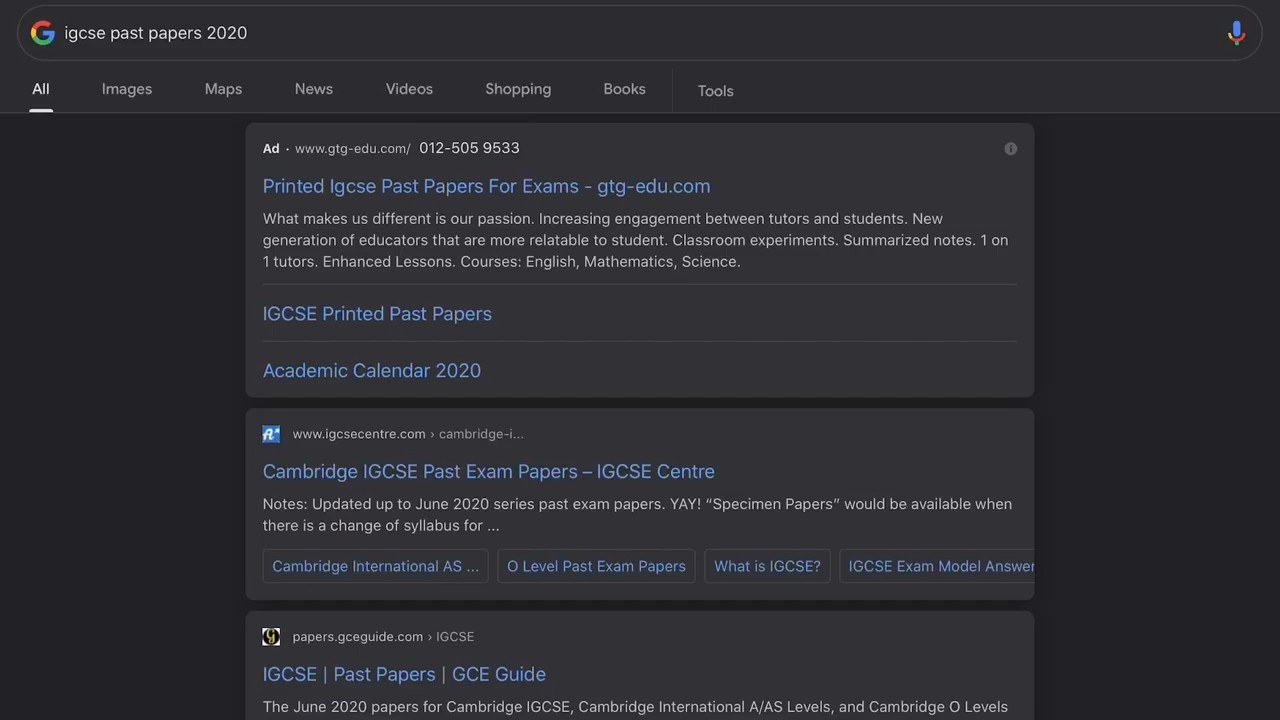 igcse past papers 2020
All Images Maps News Videos Shopping Books Tools
Ad · www.gtg-edu.com/ 012-505 9533
Printed Igcse Past Papers For Exams - gtg-edu.com
What makes us different is our passion. Increasing engagement between tutors and students. New
generation of educators that are more relatable to student. Classroom experiments. Summarized notes. 1 on
1 tutors. Enhanced Lessons. Courses: English, Mathematics, Science.
IGCSE Printed Past Papers
Academic Calendar 2020
www.igcsecentre.com › cambridge-i...
Cambridge IGCSE Past Exam Papers – IGCSE Centre
Notes: Updated up to June 2020 series past exam papers. YAY! “Specimen Papers” would be available when
there is a change of syllabus for ...
Cambridge International AS ... O Level Past Exam Papers What is IGCSE? IGCSE Exam Model Answer
papers.gceguide.com › IGCSE
IGCSE | Past Papers | GCE Guide
The June 2020 papers for Cambridge IGCSE, Cambridge International A/AS Levels, and Cambridge O Levels